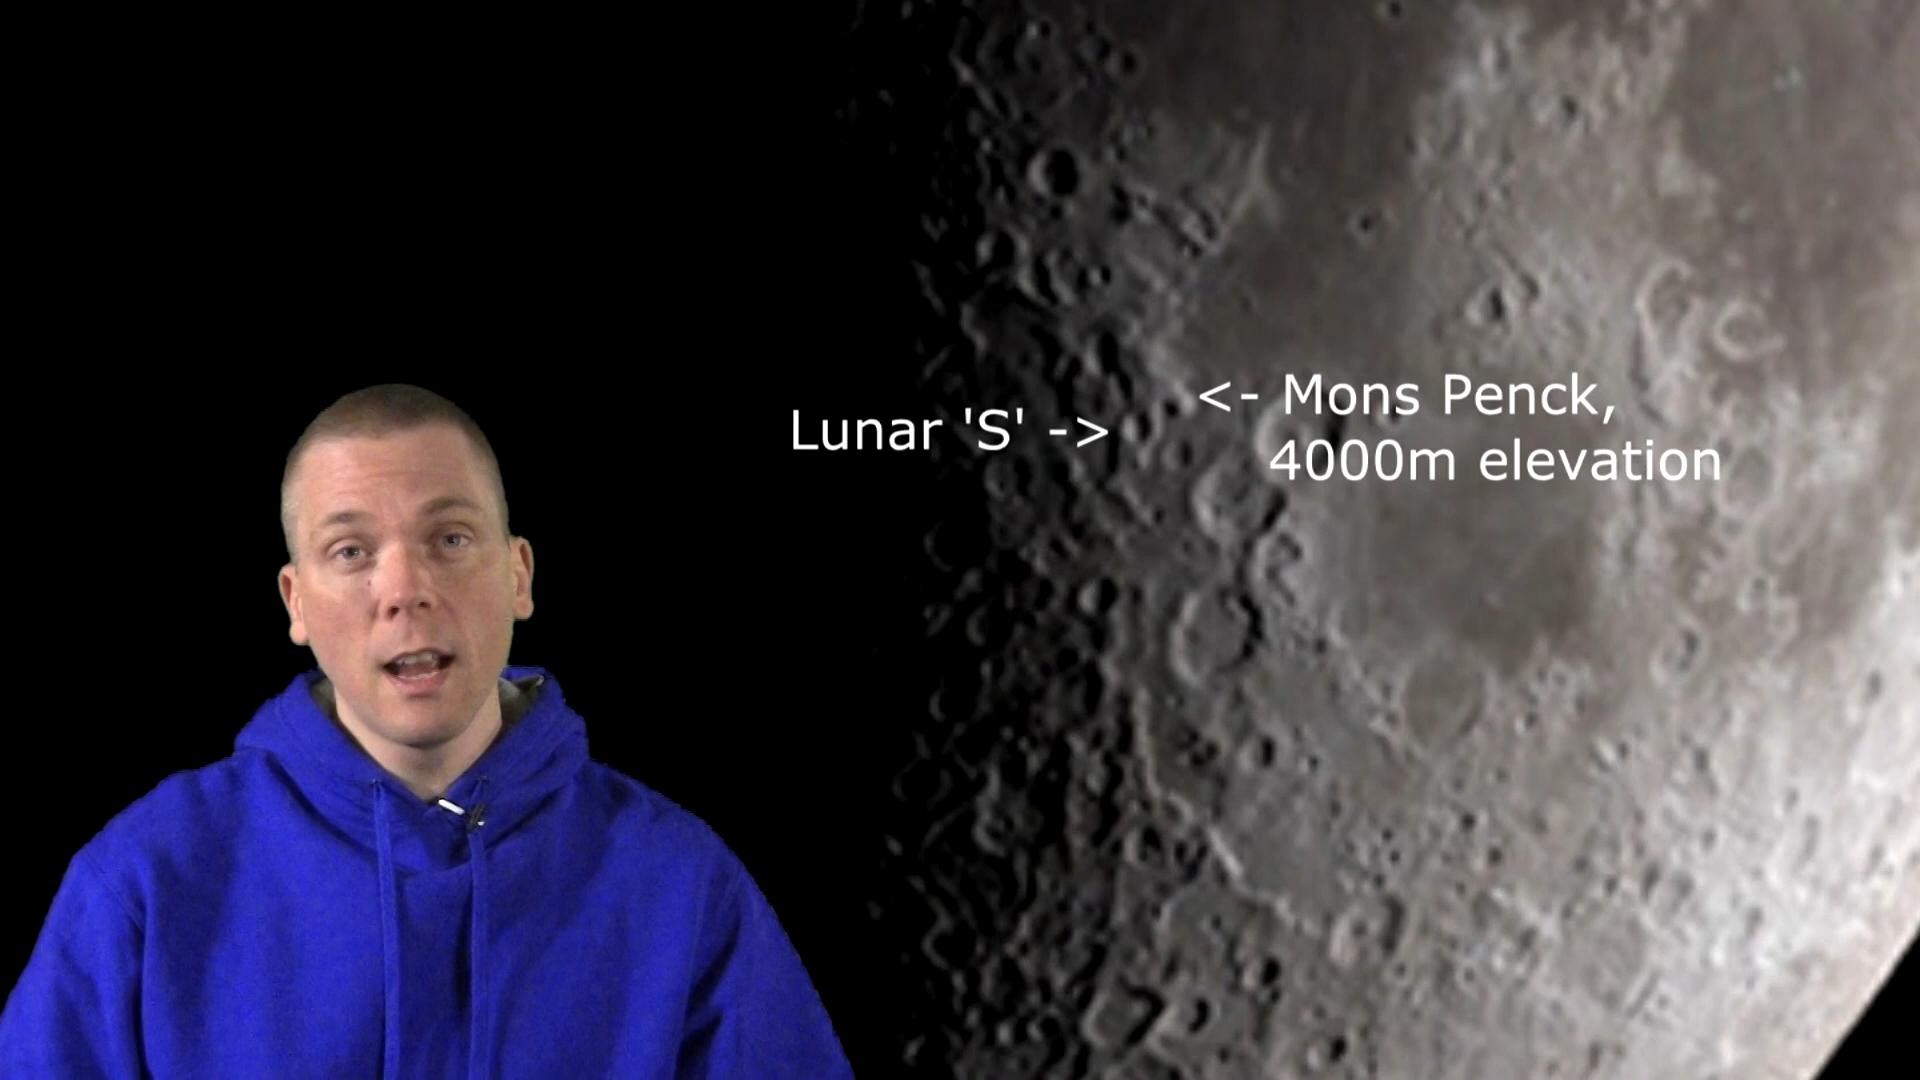 <- Mons Penck,
Lunar 'S' ->
4000m elevation